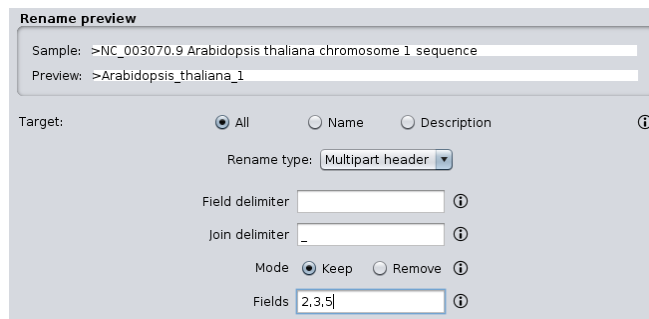 Rename preview
Sample: >NC_003070.9 Arabidopsis thaliana chromosome 1 sequence
Preview: >Arabidopsis_thaliana_1
Target: All Name Description
Rename type: Multipart header
Field delimiter
Join delimiter _
Mode Keep Remove
Fields 2,3,5